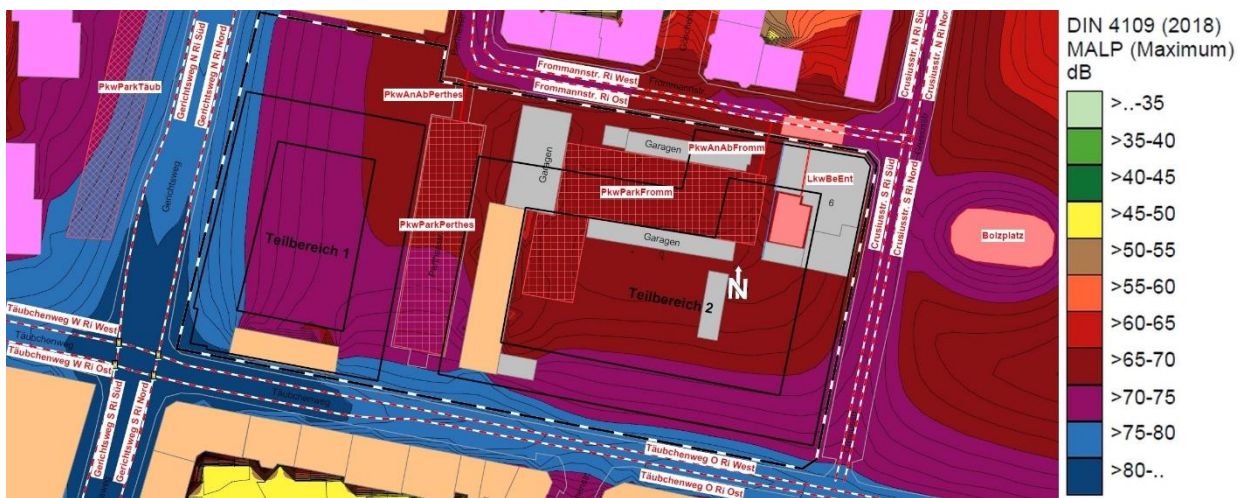 DIN 4109 (2018)
MALP (Maximum)
dB
>..-35
>35-40
>40-45
>45-50
>50-55
>55-60
>60-65
>65-70
>70-75
>75-80
>80-..
PkwParkTäub
Gerichtsweg N Ri Süd
Gerichtsweg N Ri Nord
Gerichtsweg
Frommannstr. Ri West
Frommannstr. Ri Ost
Frommannstr.
Crusiusstr. N Ri Süd
Crusiusstr. N Ri Nord
PkwAnAbPerthes
Garagen
Garagen
PkwAnAbFromm
LkwBeEnt
6
PkwParkFromm
PkwParkPerthes
Garagen
Teilbereich 1
Teilbereich 2
N
Crusiusstr. S Ri Süd
Crusiusstr. S Ri Nord
Bolzplatz
Täubchenweg W Ri West
Täubchenweg
Täubchenweg W Ri Ost
Gerichtsweg S Ri Süd
Gerichtsweg S Ri Nord
Täubchenweg
Täubchenweg O Ri West
Täubchenweg O Ri Ost